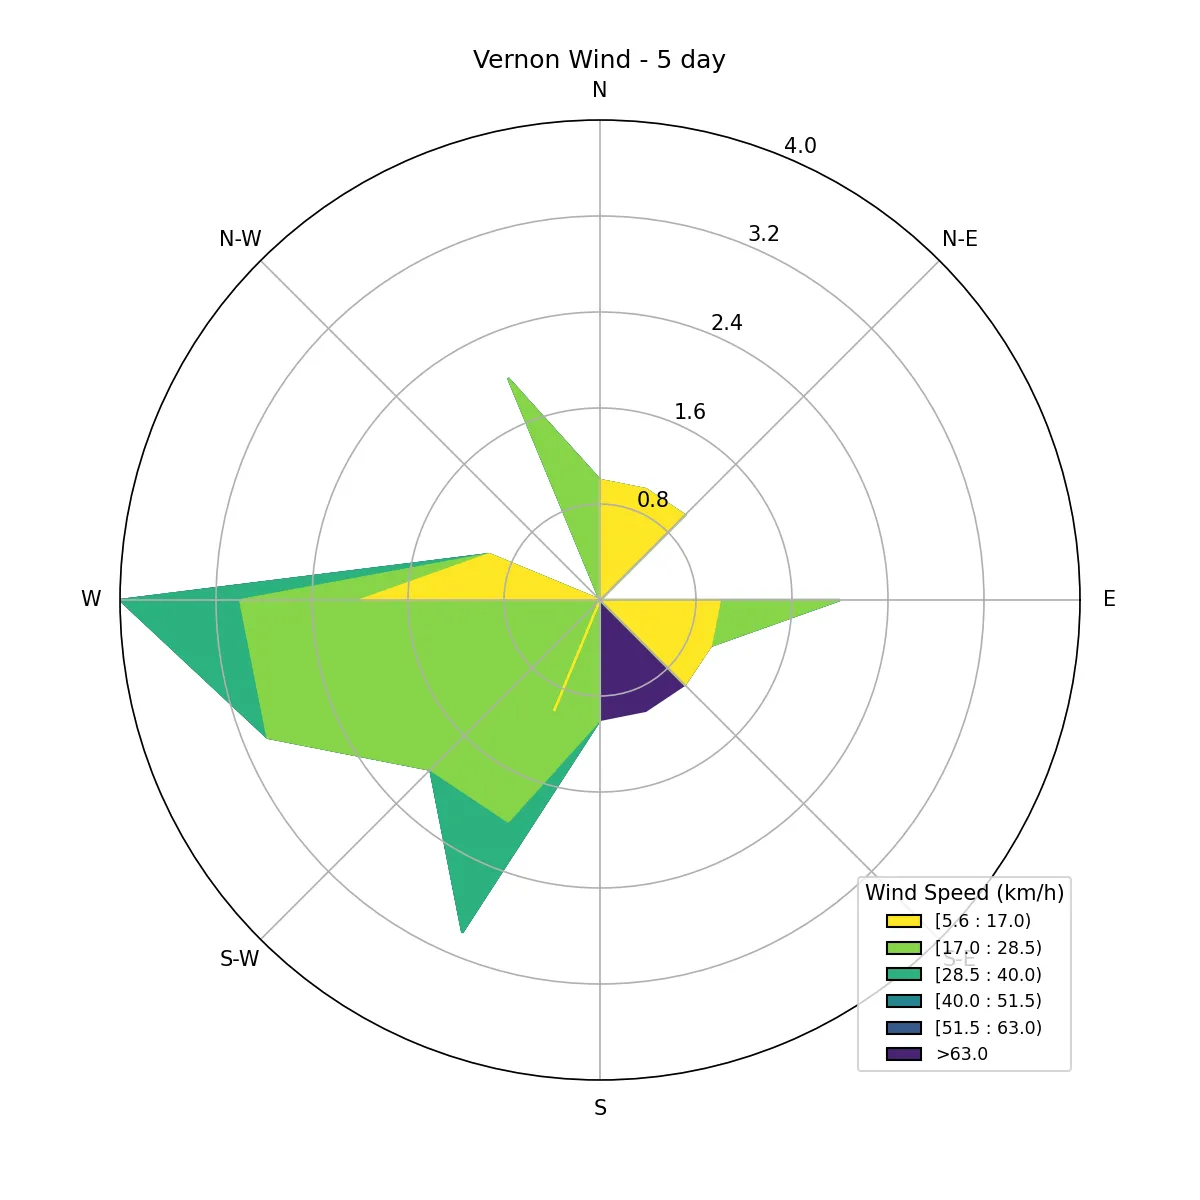 Vernon Wind - 5 day
N
4.0
N-W
N-E
3.2
2.4
1.6
0.8
W
E
S-W
S-E
Wind Speed (km/h)
[5.6 : 17.0)
[17.0 : 28.5)
[28.5 : 40.0)
[40.0 : 51.5)
[51.5 : 63.0)
>63.0
S